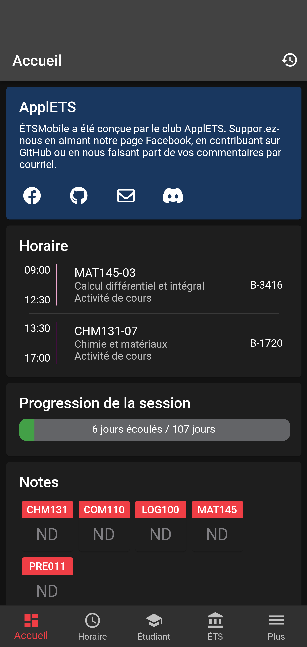 Accueil
ApplETS
ÉTSMobile a été conçue par le club ApplETS. Supportez-
nous en aimant notre page Facebook, en contribuant sur
GitHub ou en nous faisant part de vos commentaires par
courriel.
Horaire
09:00
MAT145-03
Calcul différentiel et intégral
Activité de cours
B-3416
12:30
13:30
CHM131-07
Chimie et matériaux
Activité de cours
B-1720
17:00
Progression de la session
6 jours écoulés / 107 jours
Notes
CHM131 COM110 LOG100 MAT145
ND ND ND ND
PRE011
ND
Accueil Horaire Étudiant ÉTS Plus